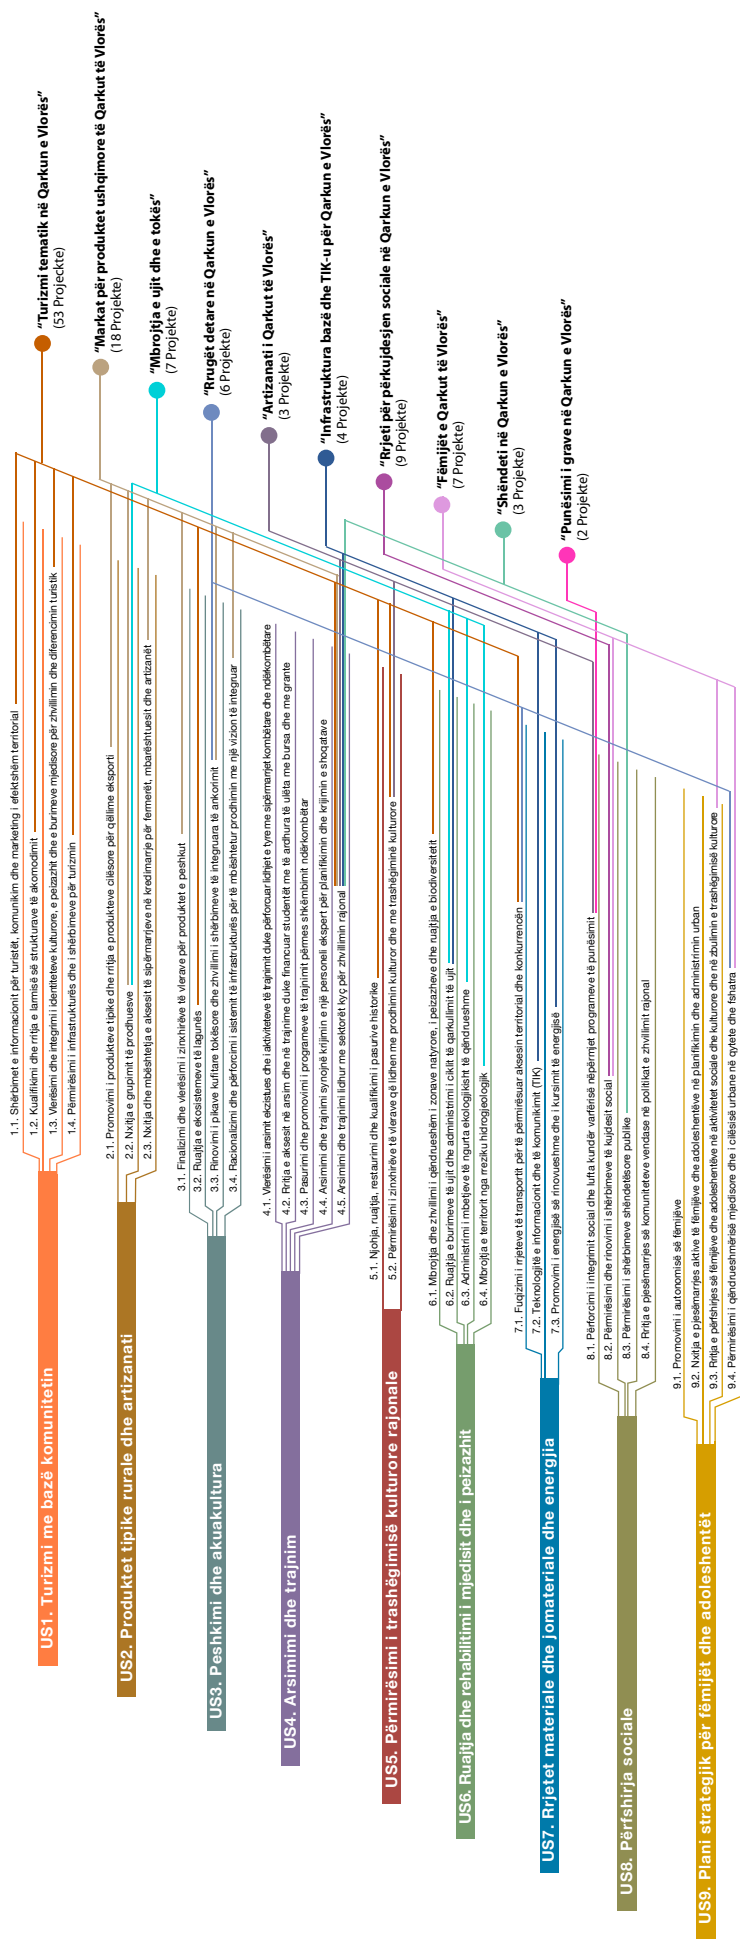 US1. Turizmi me bazë komunitetin
1.1. Shërbimet e informacionit për turistët, komunikim dhe marketing i efektshëm territorial
1.2. Kualifikimi dhe rritja e larmisë së strukturave të akomodimit
1.3. Vlerësimi dhe integrimi i identiteteve kulturore, e peizazhit dhe e burimeve mjedisore për zhvillim dhe diferencimin turistik
1.4. Përmirësimi i infrastrukturës dhe i shërbimeve për turizmin
US2. Produktet tipike rurale dhe artizanati
2.1. Promovimi i produkteve tipike dhe rritja e produkteve cilësore për qëllime eksporti
2.2. Nxitja e grupimit të prodhuesve
2.3. Nxitja dhe mbështetja e aksesit të sipërmarrjeve në kredimarrje për fermerët, mbarështuesit dhe artizanët
US3. Peshkimi dhe akuakultura
3.1. Finalizimi dhe vlerësimi i zinxhirëve të vlerave për produktet e peshkut
3.2. Ruajtja e ekosistemeve të lagunës
3.3. Rinovimi i pikave kufitare tokësore dhe zhvillimi i shërbimeve të integruara të ankorimit
3.4. Racionalizimi dhe përforcimi i sistemit të infrastrukturës për të mbështetur prodhimin me një vizion të integruar
US4. Arsimimi dhe trajnim
4.1. Vlerësimi i arsimit ekzistues dhe i aktiviteteve të trajnimit duke përforcuar lidhjet e tyre me sipërmarrjet kombëtare dhe ndërkombëtare
4.2. Rritja e aksesit në arsim dhe në trajnime duke financuar studentët me të ardhura të ulëta me bursa dhe me grante
4.3. Pasurimi dhe promovimi i programeve të trajnimit përmes shkëmbimit ndërkombëtar
4.4. Arsimimi dhe trajnimi synojnë krijimin e një personeli ekspert për planifikimin dhe krijimin e shoqatave
4.5. Arsimimi dhe trajnimi lidhur me sektorët kyç për zhvillimin rajonal
US5. Përmirësimi i trashëgimisë kulturore rajonale
5.1. Njohja, ruajtja, restaurimi dhe kualifikimi i pasurive historike
5.2. Përmirësimi i zinxhirëve të vlerave që lidhen me prodhimin kulturor dhe me trashëgiminë kulturore
US6. Ruajtja dhe rehabilitimi i mjedisit dhe i peizazhit
6.1. Mbrojtja dhe zhvillimi i qëndrueshëm i zonave natyrore, i peizazheve dhe ruajtja e biodiversitetit
6.2. Ruajtja e burimeve të ujit dhe administrimi i ciklit të qarkullimit të ujit
6.3. Administrimi i mbetjeve të ngurta ekologjikisht të qëndrueshme
6.4. Mbrojtja e territorit nga rreziku hidrogjeologjik
US7. Rrjetet materiale dhe jomateriale dhe energjia
7.1. Fuqizimi i rrjeteve të transportit për të përmirësuar aksesin territorial dhe konkurrencën
7.2. Teknologjitë e informacionit dhe të komunikimit (TIK)
7.3. Promovimi i energjisë së rinovueshme dhe i kursimit të energjisë
US8. Përfshirja sociale
8.1. Përforcimi i integrimit social dhe lufta kundër varfërisë nëpërmjet programeve të punësimit
8.2. Përmirësimi dhe rinovimi i shërbimeve të kujdesit social
8.3. Përmirësimi i shërbimeve shëndetësore publike
8.4. Rritja e pjesëmarrjes së komuniteteve vendase në politikat e zhvillimit rajonal
US9. Plani strategjik për fëmijët dhe adoleshentët
9.1. Promovimi i autonomisë së fëmijëve
9.2. Nxitja e pjesëmarrjes aktive të fëmijëve dhe adoleshentëve në planifikimin dhe administrimin urban
9.3. Rritja e përfshirjes së fëmijëve dhe adoleshentëve në aktivitetet sociale dhe kulturore dhe në zbulimin e trashëgimisë kulturore
9.4. Përmirësimi i qëndrueshmërisë mjedisore dhe i cilësisë urbane në qytete dhe fshatra
“Turizmi tematik në Qarkun e Vlorës”
(53 Projeckte)
“Markat për produktet ushqimore të Qarkut të Vlorës”
(18 Projekte)
“Mbrojtja e ujit dhe e tokës”
(7 Projekte)
“Rrugët detare në Qarkun e Vlorës”
(6 Projekte)
“Artizanati i Qarkut të Vlorës”
(3 Projekte)
“Infrastruktura bazë dhe TIK-u për Qarkun e Vlorës”
(4 Projekte)
“Rrjeti për përkujdesjen sociale në Qarkun e Vlorës”
(9 Projekte)
“Fëmijët e Qarkut të Vlorës”
(7 Projekte)
“Shëndeti në Qarkun e Vlorës”
(3 Projekte)
“Punësimi i grave në Qarkun e Vlorës”
(2 Projekte)